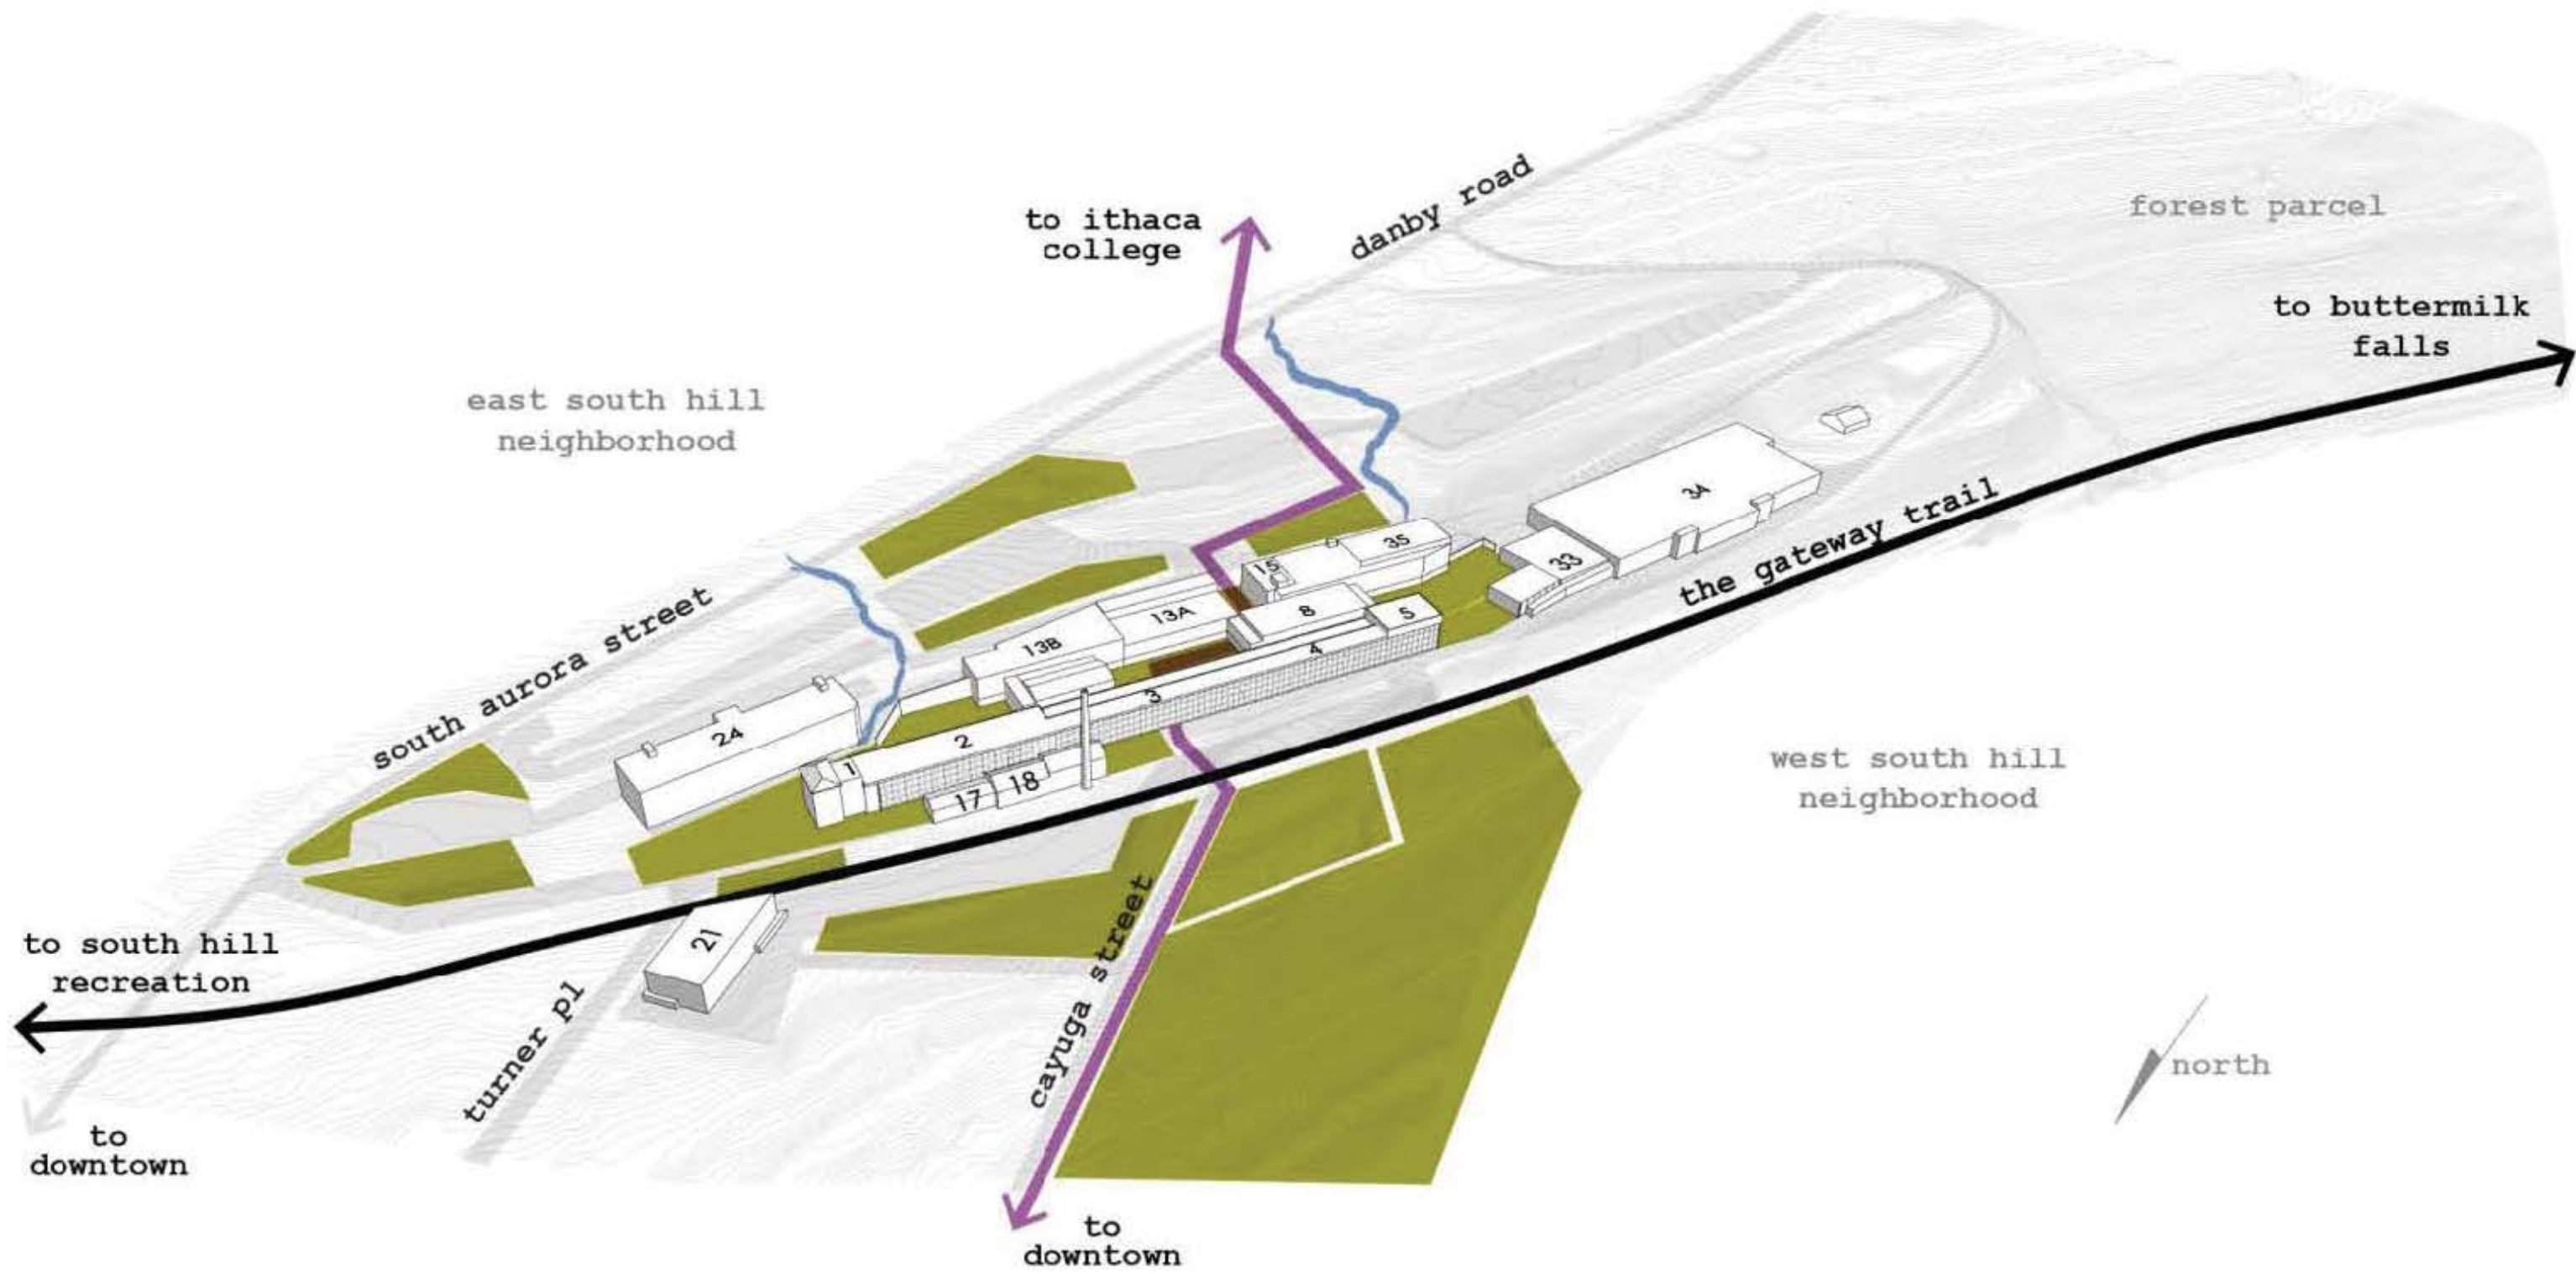 to ithaca
college
danby road
forest parcel
to buttermilk
falls
east south hill
neighborhood
34
35
33
15
the gateway trail
8
5
13A
13B
4
south aurora street
3
24
2
1
18
17
west south hill
neighborhood
21
to south hill
recreation
cayuga street
turner pl
north
to
downtown
to
downtown